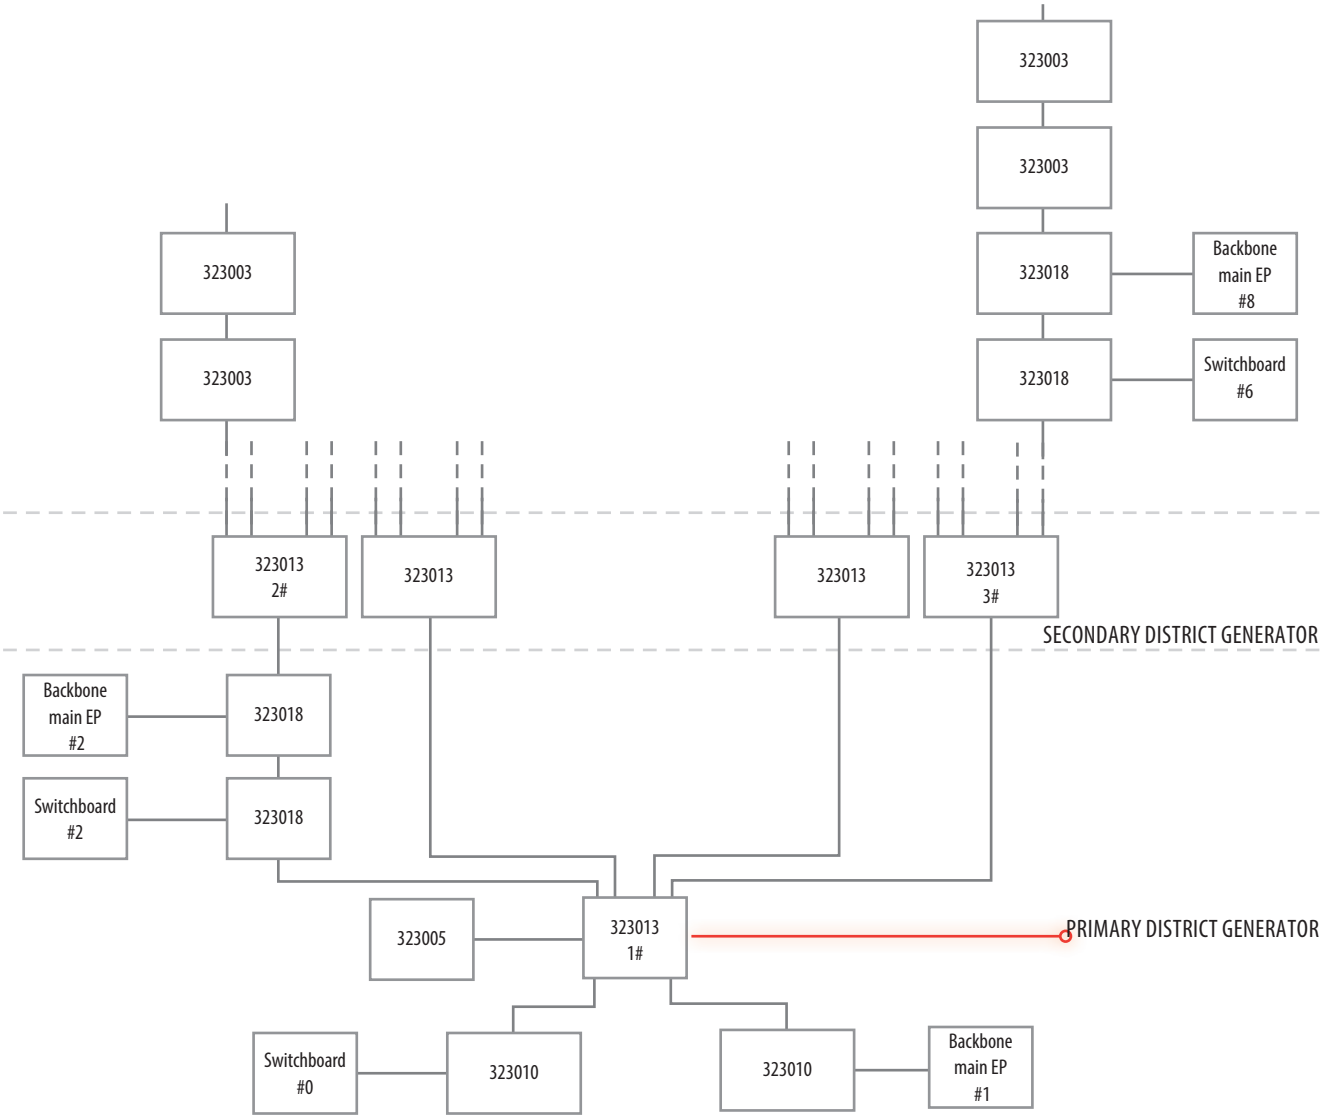 323003
323003
323003
323018
Backbone
main EP
#8
323003
323018
Switchboard
#6
323013
2#
323013
323013
323013
3#
SECONDARY DISTRICT GENERATOR
Backbone
main EP
#2
323018
Switchboard
#2
323018
323005
323013
1#
PRIMARY DISTRICT GENERATOR
Switchboard
#0
323010
323010
Backbone
main EP
#1